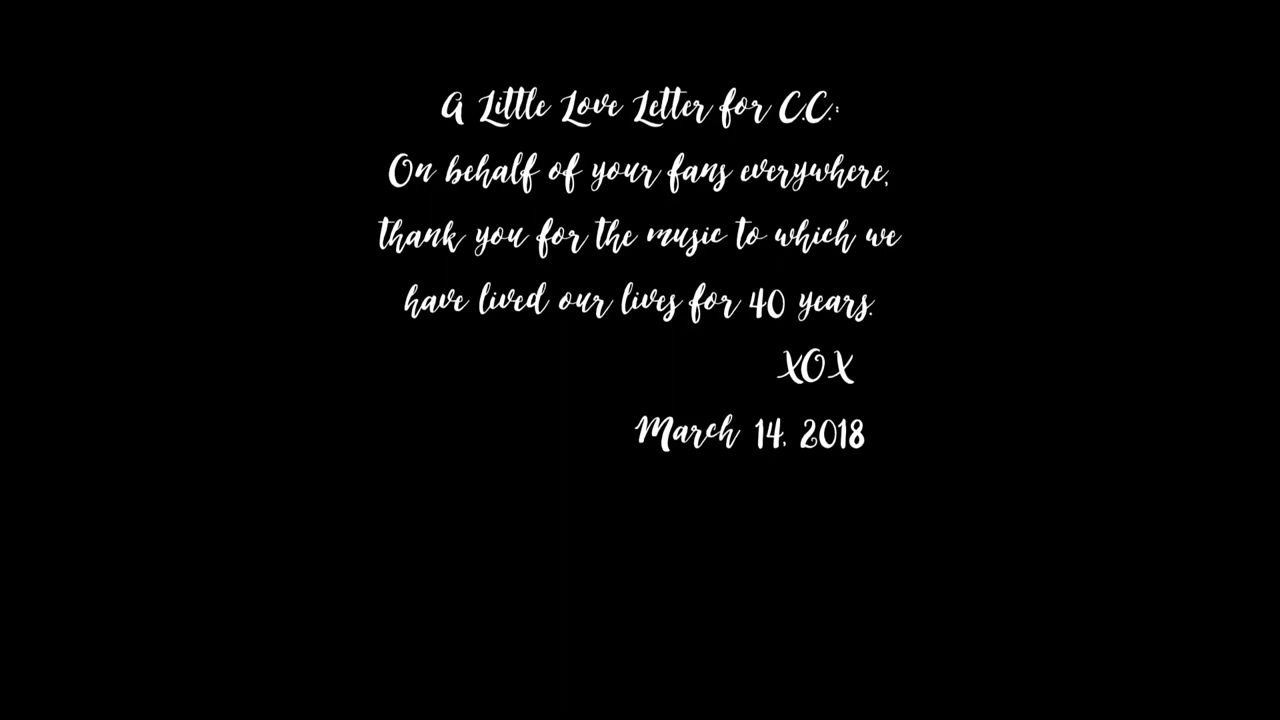 A Little Love Letter for C.C.:
On behalf of your fans everywhere,
thank you for the music to which we
have lived our lives for 40 years.
XOX
March 14, 2018